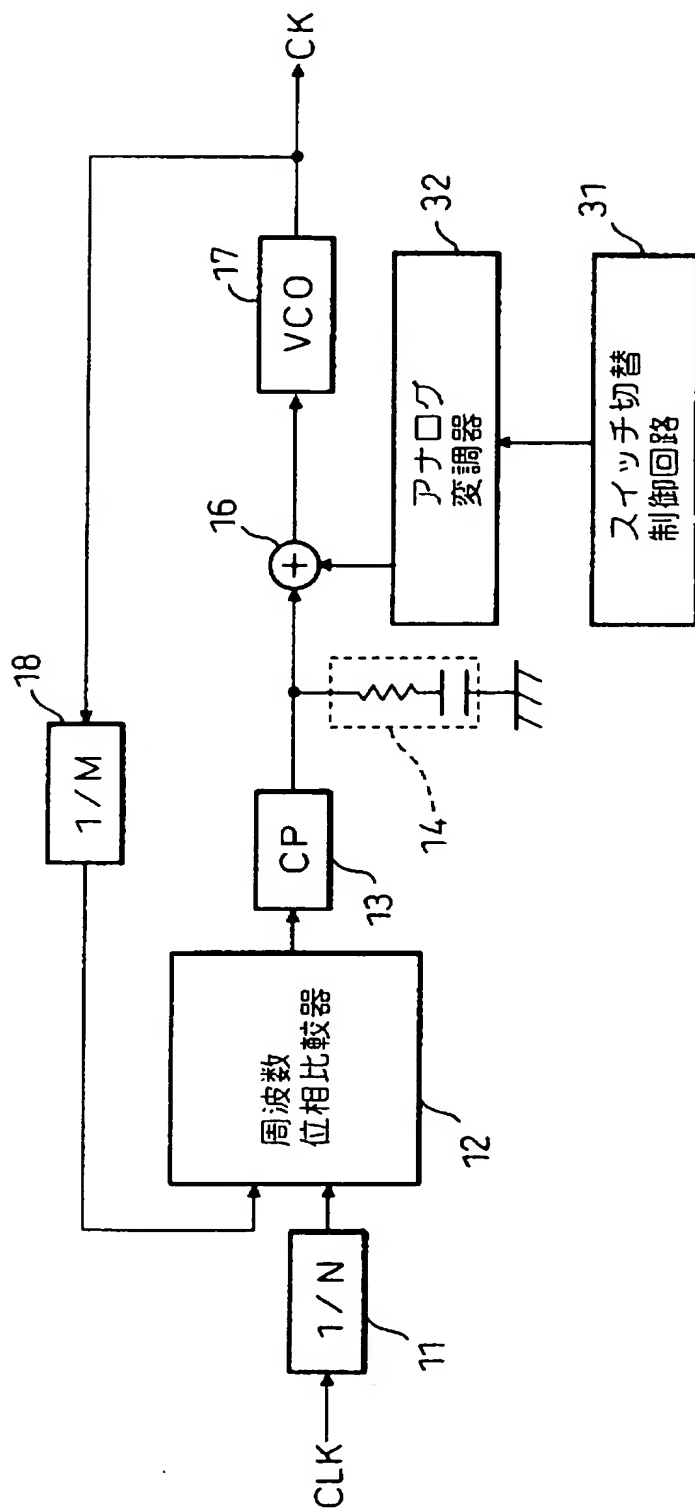 CLK
1/N
11
周波数
位相比較器
12
CP
13
14
16
VCO
17
CK
1/M
18
アナログ
変調器
32
スイッチ切替
制御回路
31